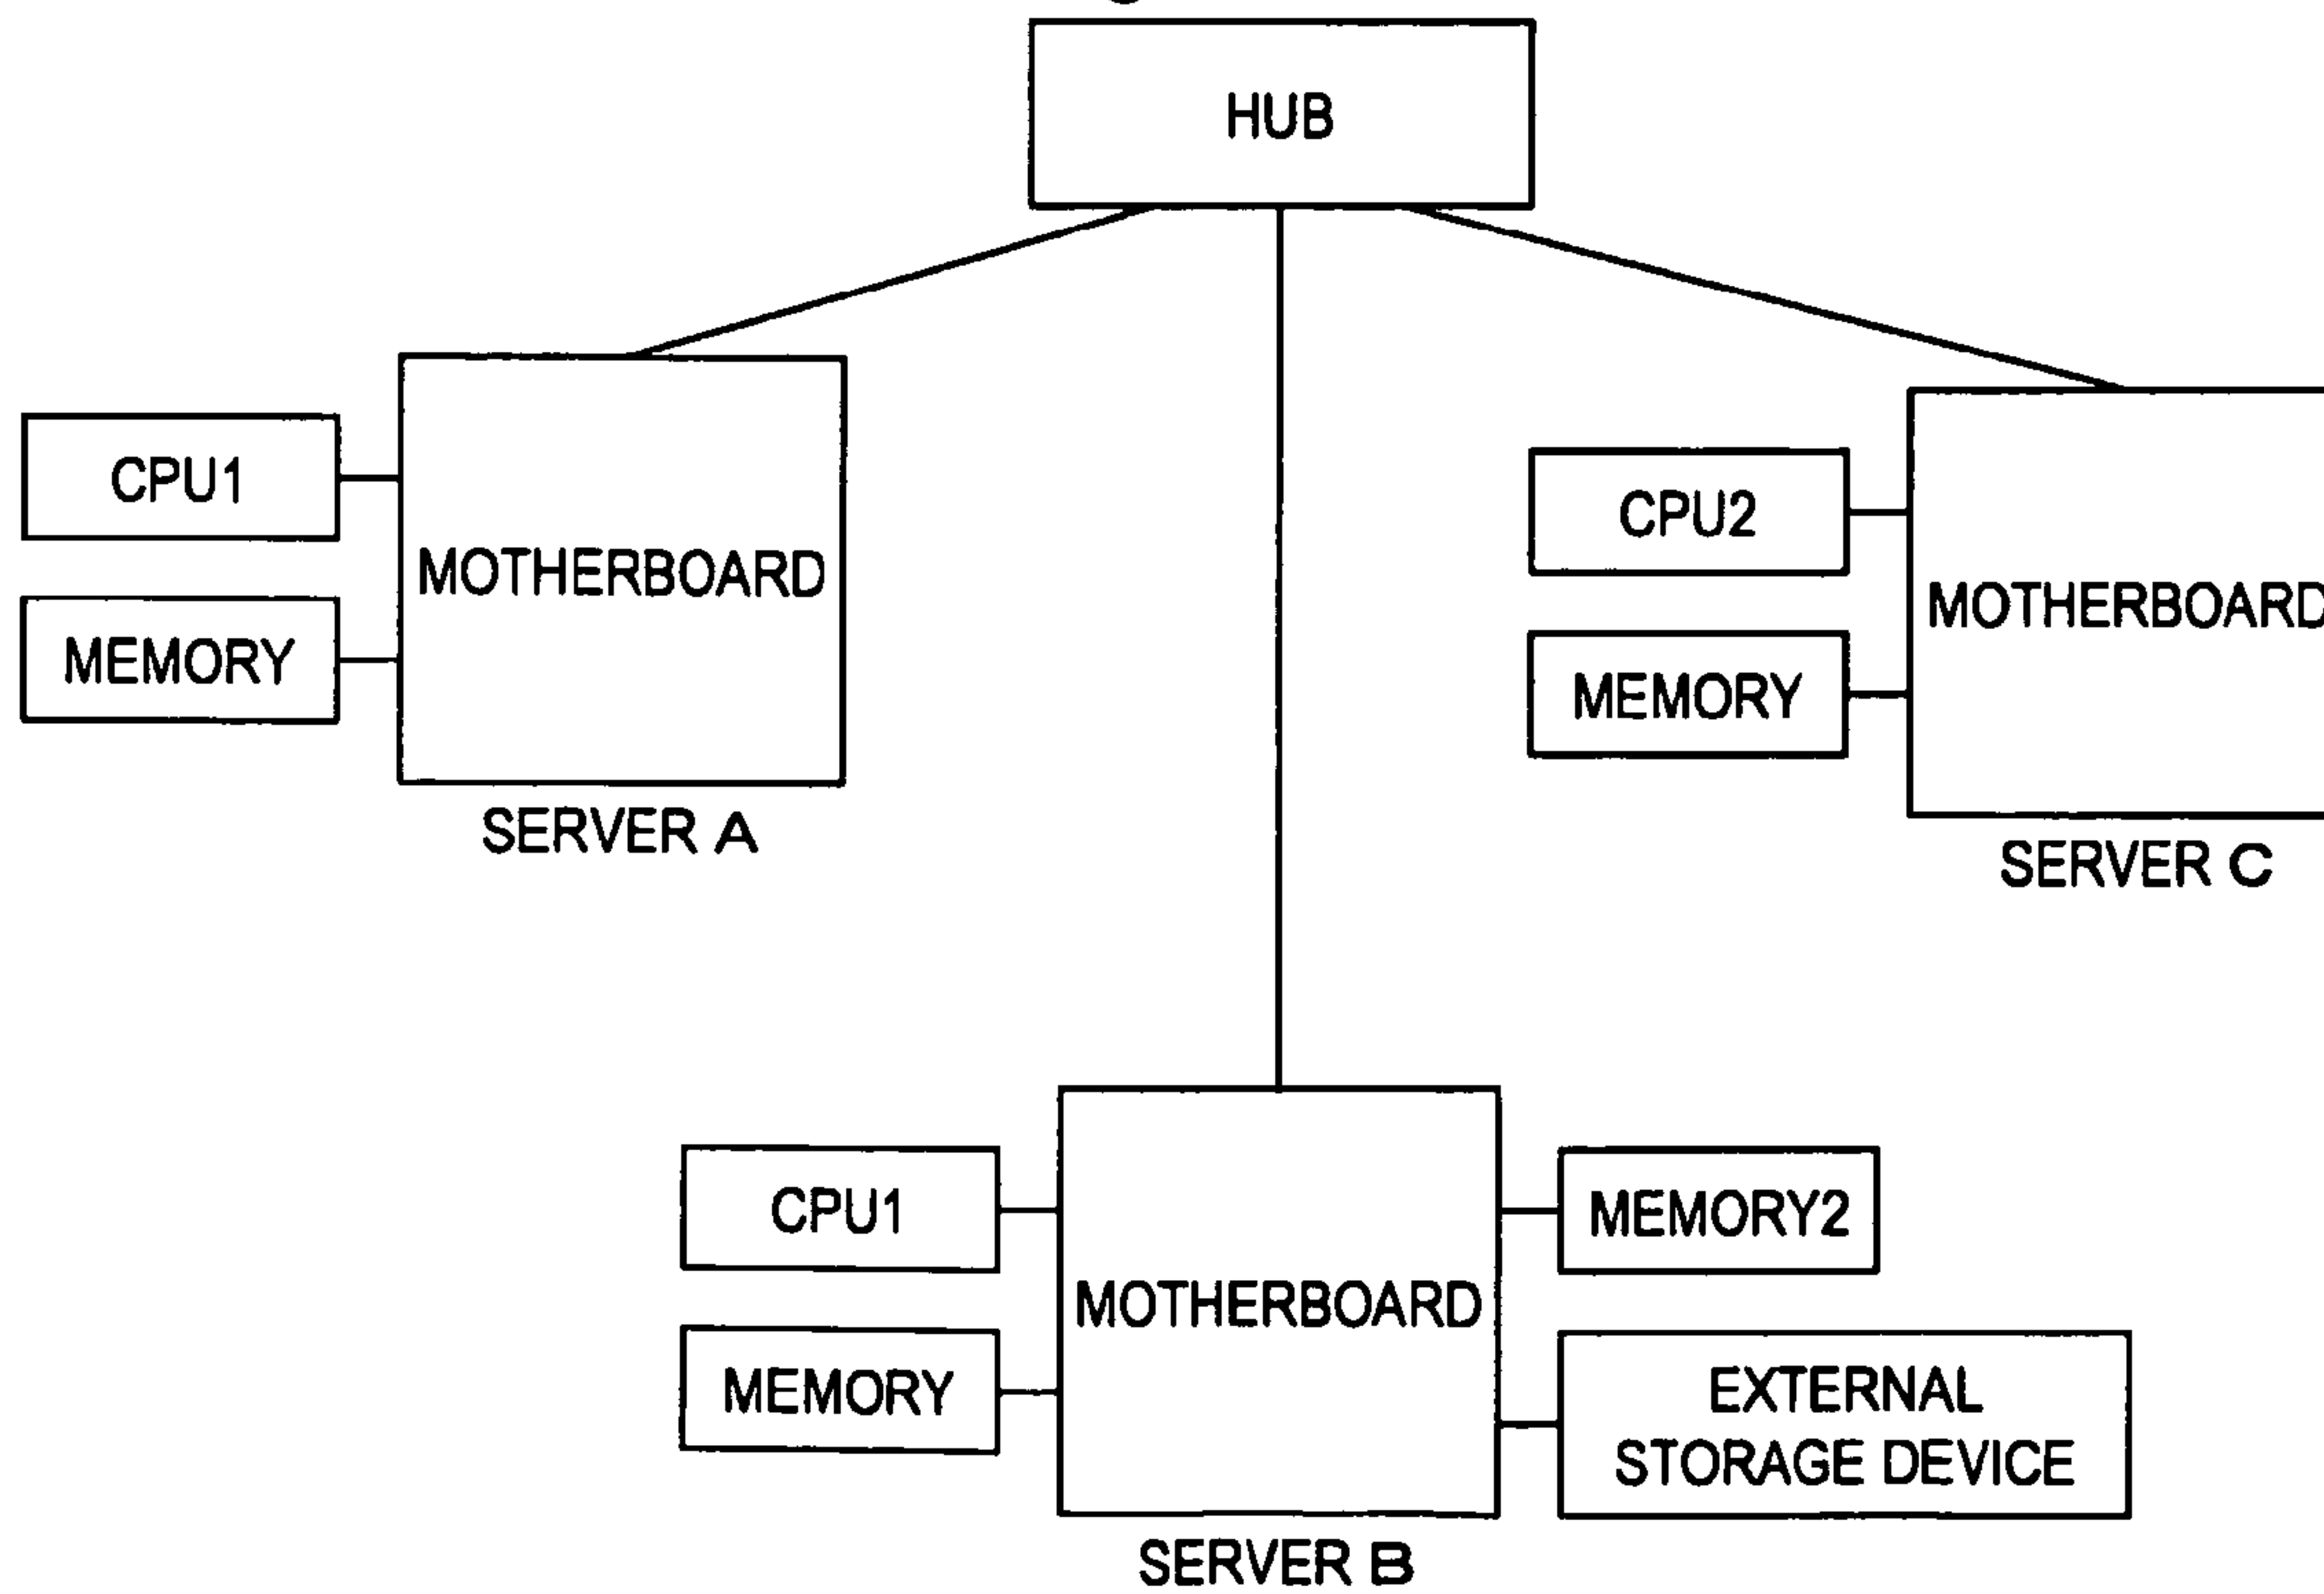 HUB
CPU1
MEMORY
MOTHERBOARD
SERVER A
CPU2
MEMORY
MOTHERBOARD
SERVER C
CPU1
MEMORY
MOTHERBOARD
MEMORY2
EXTERNAL
STORAGE DEVICE
SERVER B